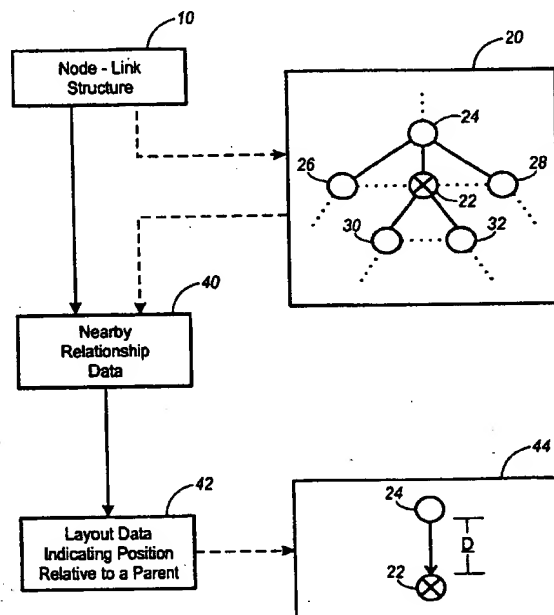 10
Node - Link
Structure
20
24
26
28
22
30
32
40
Nearby
Relationship
Data
42
Layout Data
Indicating Position
Relative to a Parent
44
24
D
22